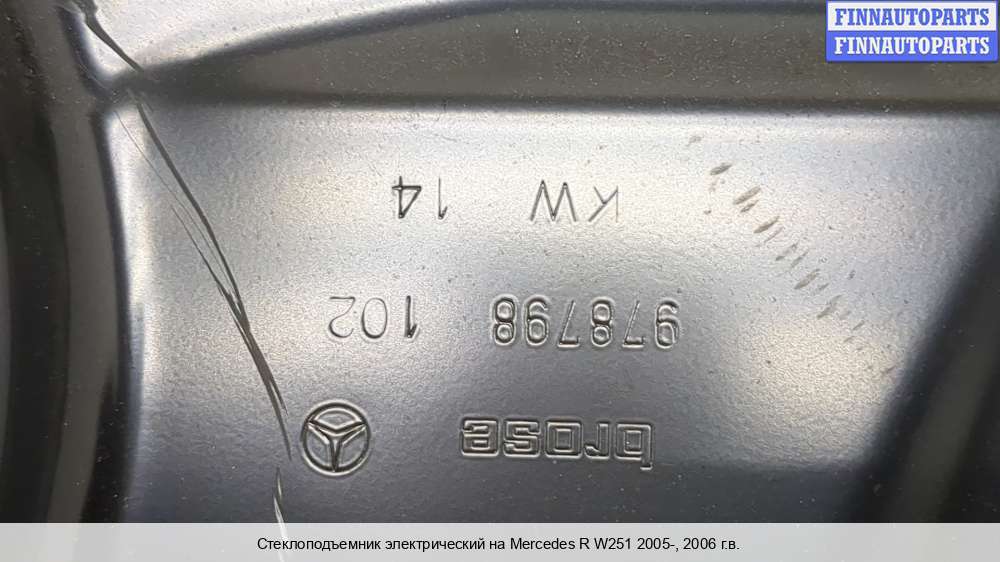 FINNAUTOPARTS
FINNAUTOPARTS
brose
978798 102
KW 14
Стеклоподъемник электрический на Mercedes R W251 2005-, 2006 г.в.